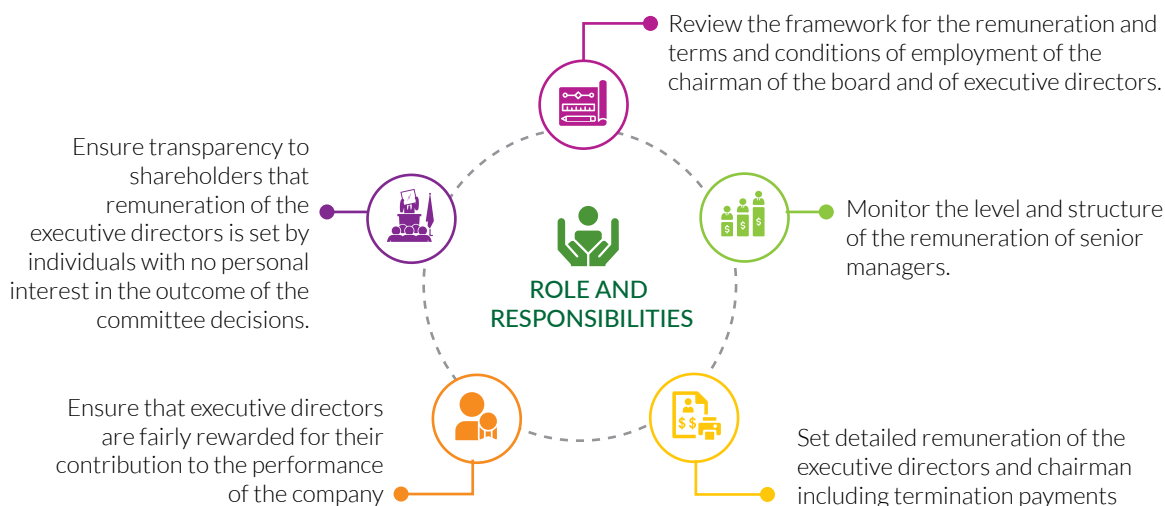 Review the framework for the remuneration and
terms and conditions of employment of the
chairman of the board and of executive directors.
Ensure transparency to
shareholders that
remuneration of the
executive directors is set by
individuals with no personal
interest in the outcome of the
committee decisions.
Monitor the level and structure
of the remuneration of senior
managers.
ROLE AND
RESPONSIBILITIES
Ensure that executive directors
are fairly rewarded for their
contribution to the performance
of the company
Set detailed remuneration of the
executive directors and chairman
including termination payments